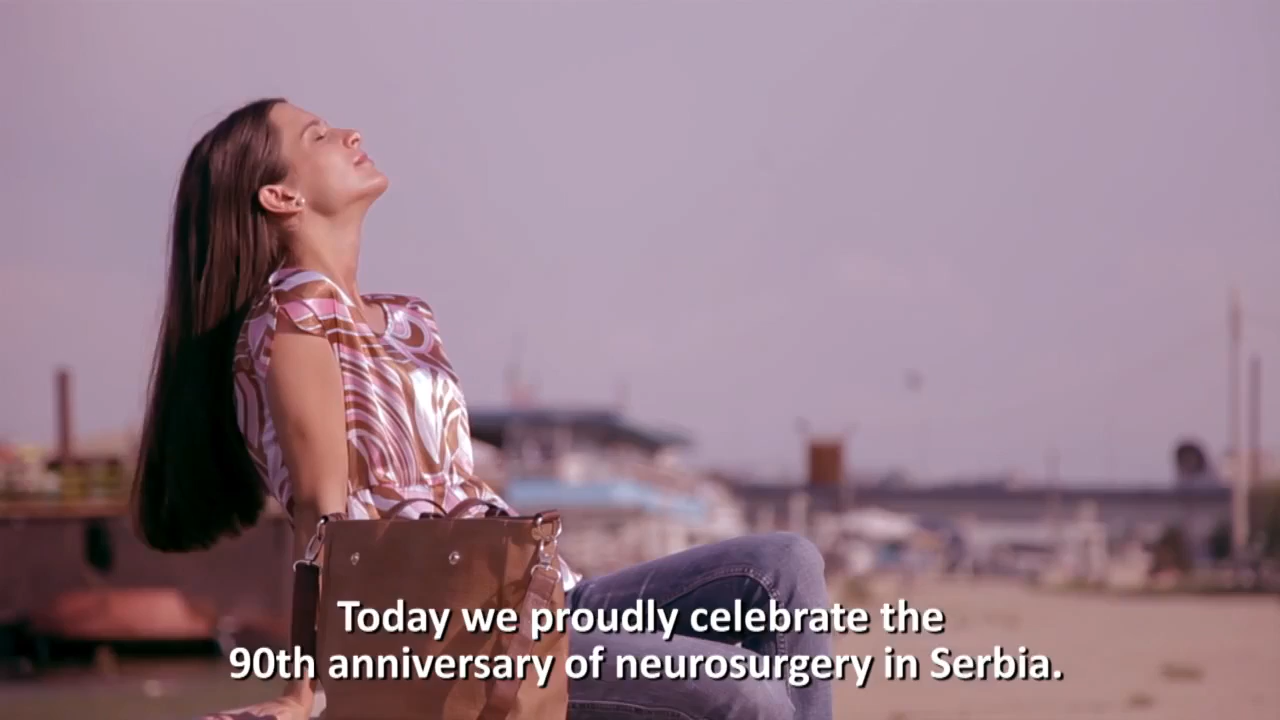 Today we proudly celebrate the
90th anniversary of neurosurgery in Serbia.